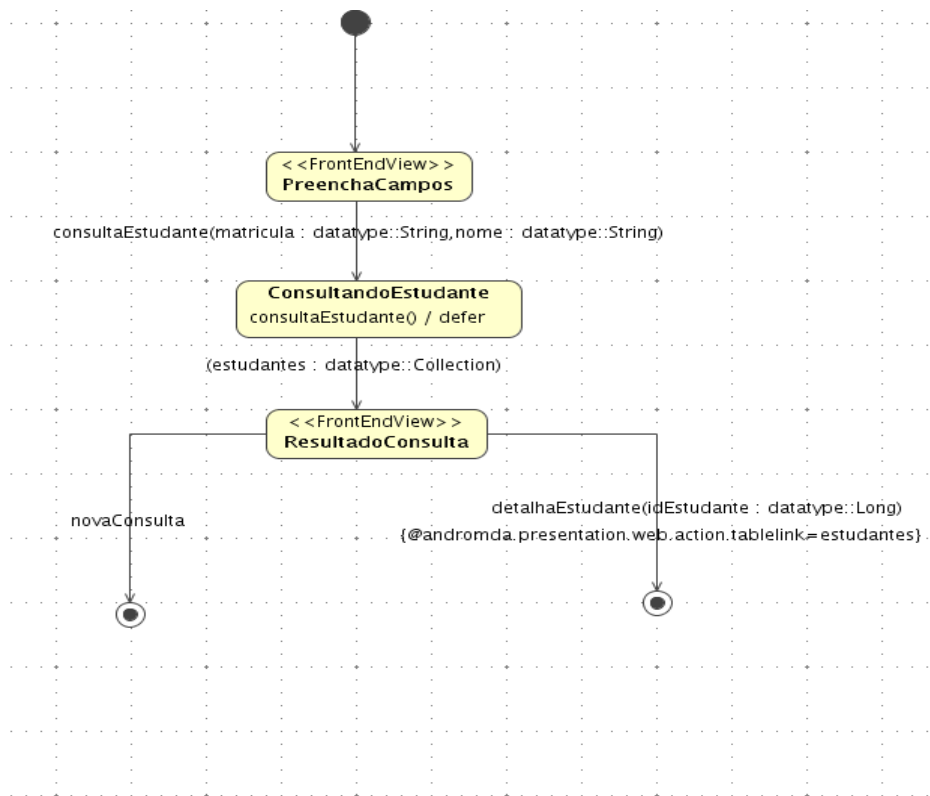 < <FrontEndView> >
PreenchaCampos
consultaEstudante(matricula : datatype::String,nome : datatype::String)
ConsultandoEstudante
consultaEstudante() / defer
(estudantes : datatype::Collection)
< <FrontEndView> >
ResultadoConsulta
novaConsulta
detalhaEstudante(idEstudante : datatype::Long)
{@andromda.presentation.web.action.tablelink=estudantes}